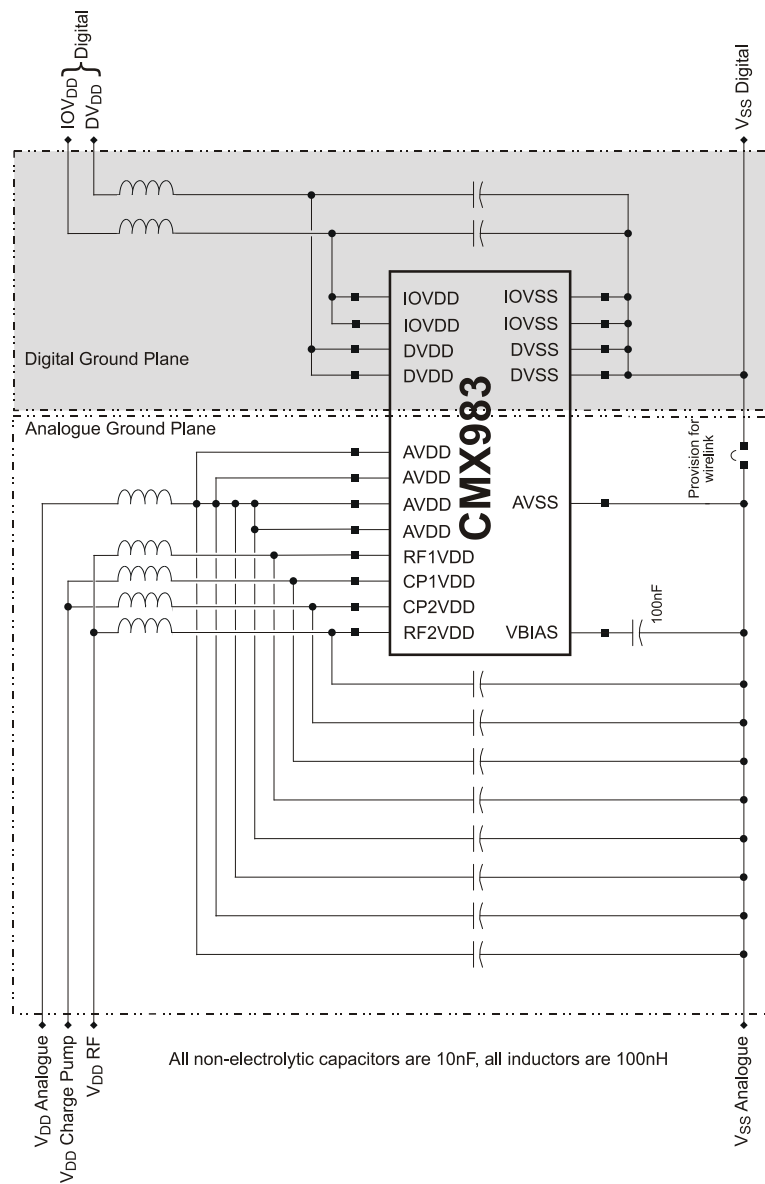 IOVDD
DVDD
Digital
VSS Digital
IOVDD
IOVDD
DVDD
DVDD
IOVSS
IOVSS
DVSS
DVSS
Digital Ground Plane
Analogue Ground Plane
CMX983
AVDD
AVDD
AVDD
AVDD
RF1VDD
CP1VDD
CP2VDD
RF2VDD
AVSS
VBIAS
Provision for
wirelink
100nF
VDD Analogue
VDD Charge Pump
VDD RF
All non-electrolytic capacitors are 10nF, all inductors are 100nH
VSS Analogue